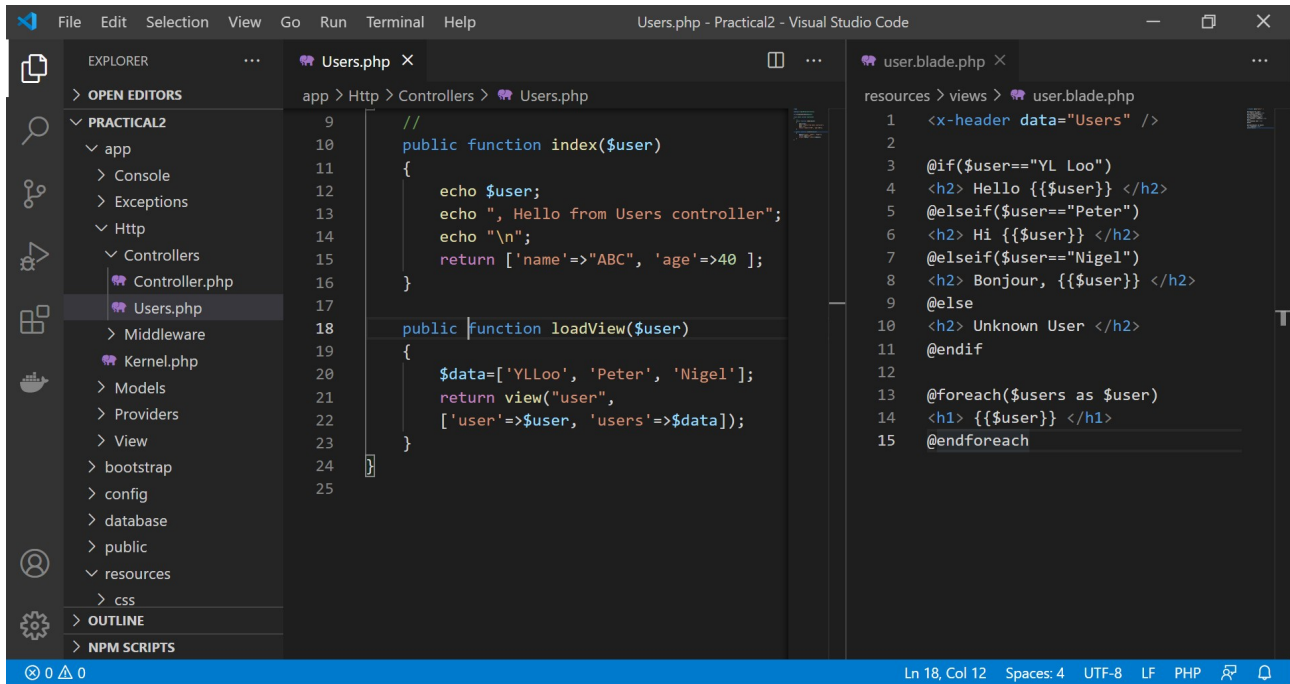 File Edit Selection View Go Run Terminal Help Users.php - Practical2 - Visual Studio Code
EXPLORER
OPEN EDITORS
PRACTICAL2
app
Console
Exceptions
Http
Controllers
Controller.php
Users.php
Middleware
Kernel.php
Models
Providers
View
bootstrap
config
database
public
resources
css
OUTLINE
NPM SCRIPTS
Users.php
app > Http > Controllers > Users.php
9 //
10 public function index($user)
11 {
12 echo $user;
13 echo ", Hello from Users controller";
14 echo "\n";
15 return ['name'=>"ABC", 'age'=>40 ];
16 }
17
18 public function loadView($user)
19 {
20 $data=['YLLoo', 'Peter', 'Nigel'];
21 return view("user",
22 ['user'=>$user, 'users'=>$data]);
23 }
24 }
25
user.blade.php
resources > views > user.blade.php
1 <x-header data="Users" />
2
3 @if($user=="YL Loo")
4 <h2> Hello {{$user}} </h2>
5 @elseif($user=="Peter")
6 <h2> Hi {{$user}} </h2>
7 @elseif($user=="Nigel")
8 <h2> Bonjour, {{$user}} </h2>
9 @else
10 <h2> Unknown User </h2>
11 @endif
12
13 @foreach($users as $user)
14 <h1> {{$user}} </h1>
15 @endforeach
0 0 Ln 18, Col 12 Spaces: 4 UTF-8 LF PHP